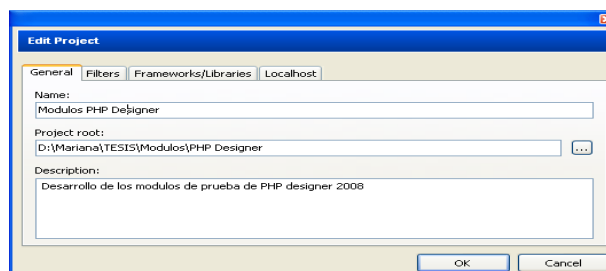 Edit Project
General Filters Frameworks/Libraries Localhost
Name:
Modulos PHP Designer
Project root:
D:\Mariana\TESIS\Modulos\PHP Designer
...
Description:
Desarrollo de los modulos de prueba de PHP designer 2008
OK Cancel